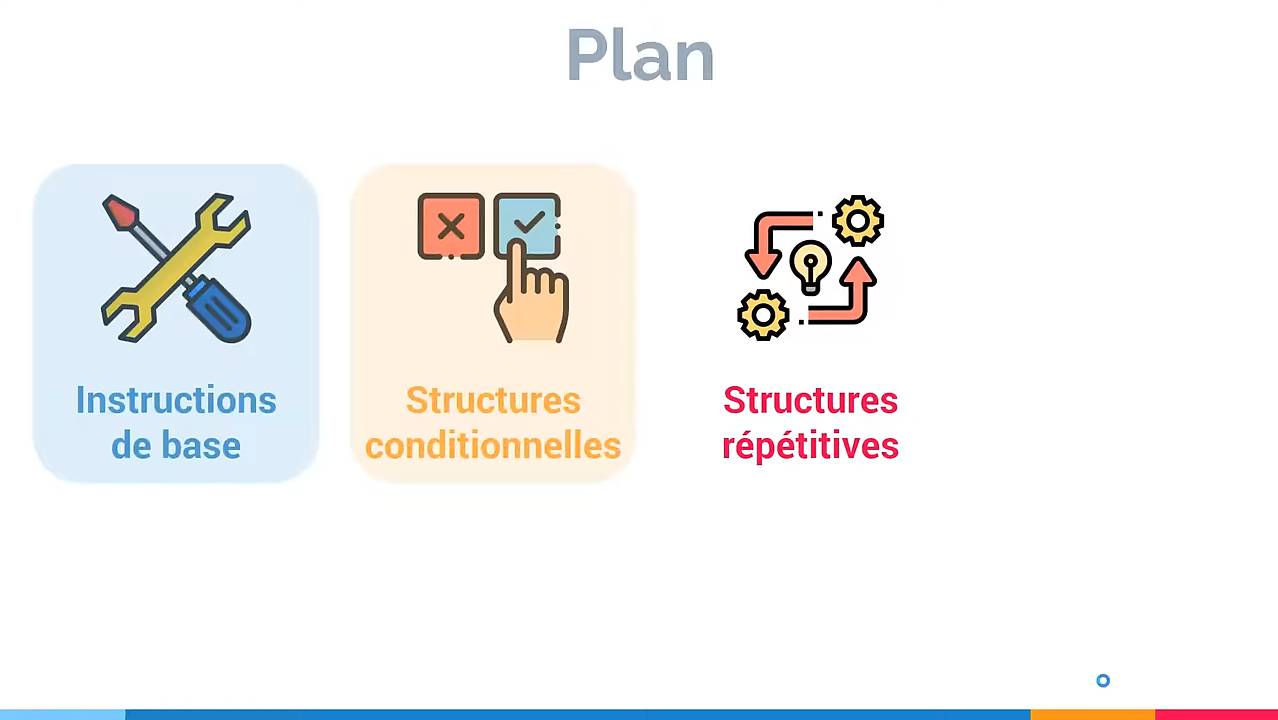 Plan
Instructions
de base
Structures
conditionnelles
Structures
répétitives